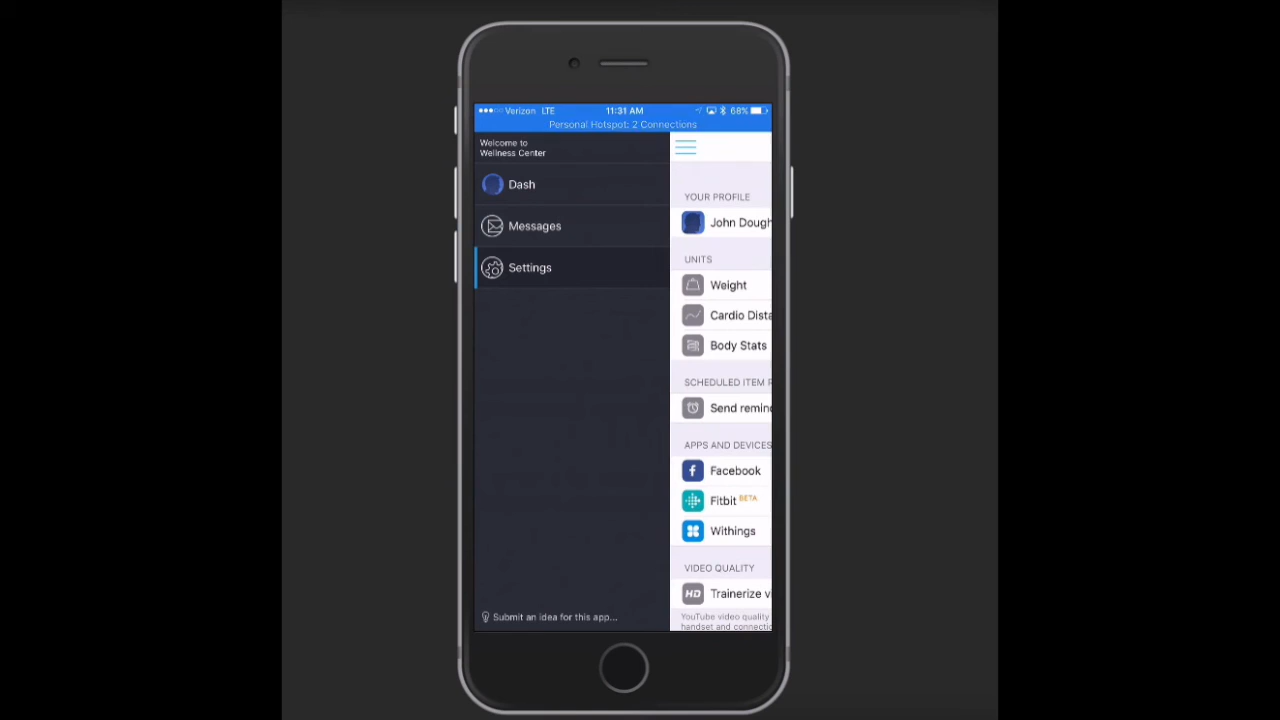 Verizon LTE 11:31 AM 68%
Personal Hotspot: 2 Connections
Welcome to
Wellness Center
Dash
Messages
Settings
Submit an idea for this app...
YOUR PROFILE
John Dough
UNITS
Weight
Cardio Dista
Body Stats
SCHEDULED ITEM R
Send remind
APPS AND DEVICES
Facebook
Fitbit BETA
Withings
VIDEO QUALITY
HD Trainerize vi
YouTube video quality
handset and connectio